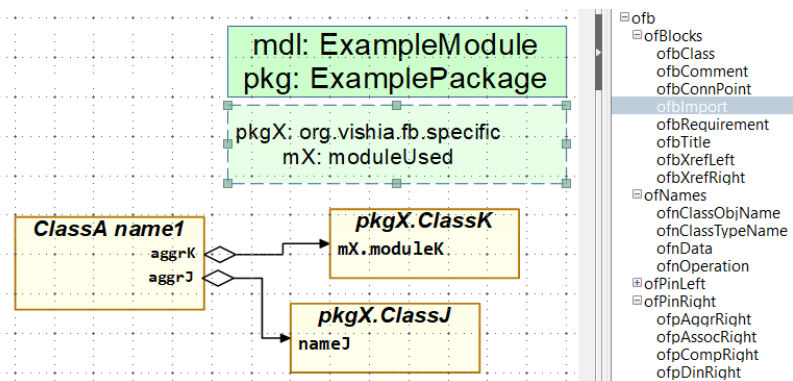 mdl: ExampleModule
pkg: ExamplePackage
pkgX: org.vishia.fb.specific
mX: moduleUsed
ClassA name1
aggrK
aggrJ
pkgX.ClassK
mX.moduleK
pkgX.ClassJ
nameJ
ofb
ofBlocks
ofbClass
ofbComment
ofbConnPoint
ofbImport
ofbRequirement
ofbTitle
ofbXrefLeft
ofbXrefRight
ofNames
ofnClassObjName
ofnClassTypeName
ofnData
ofnOperation
ofPinLeft
ofPinRight
ofpAggrRight
ofpAssocRight
ofpCompRight
ofpDinRight